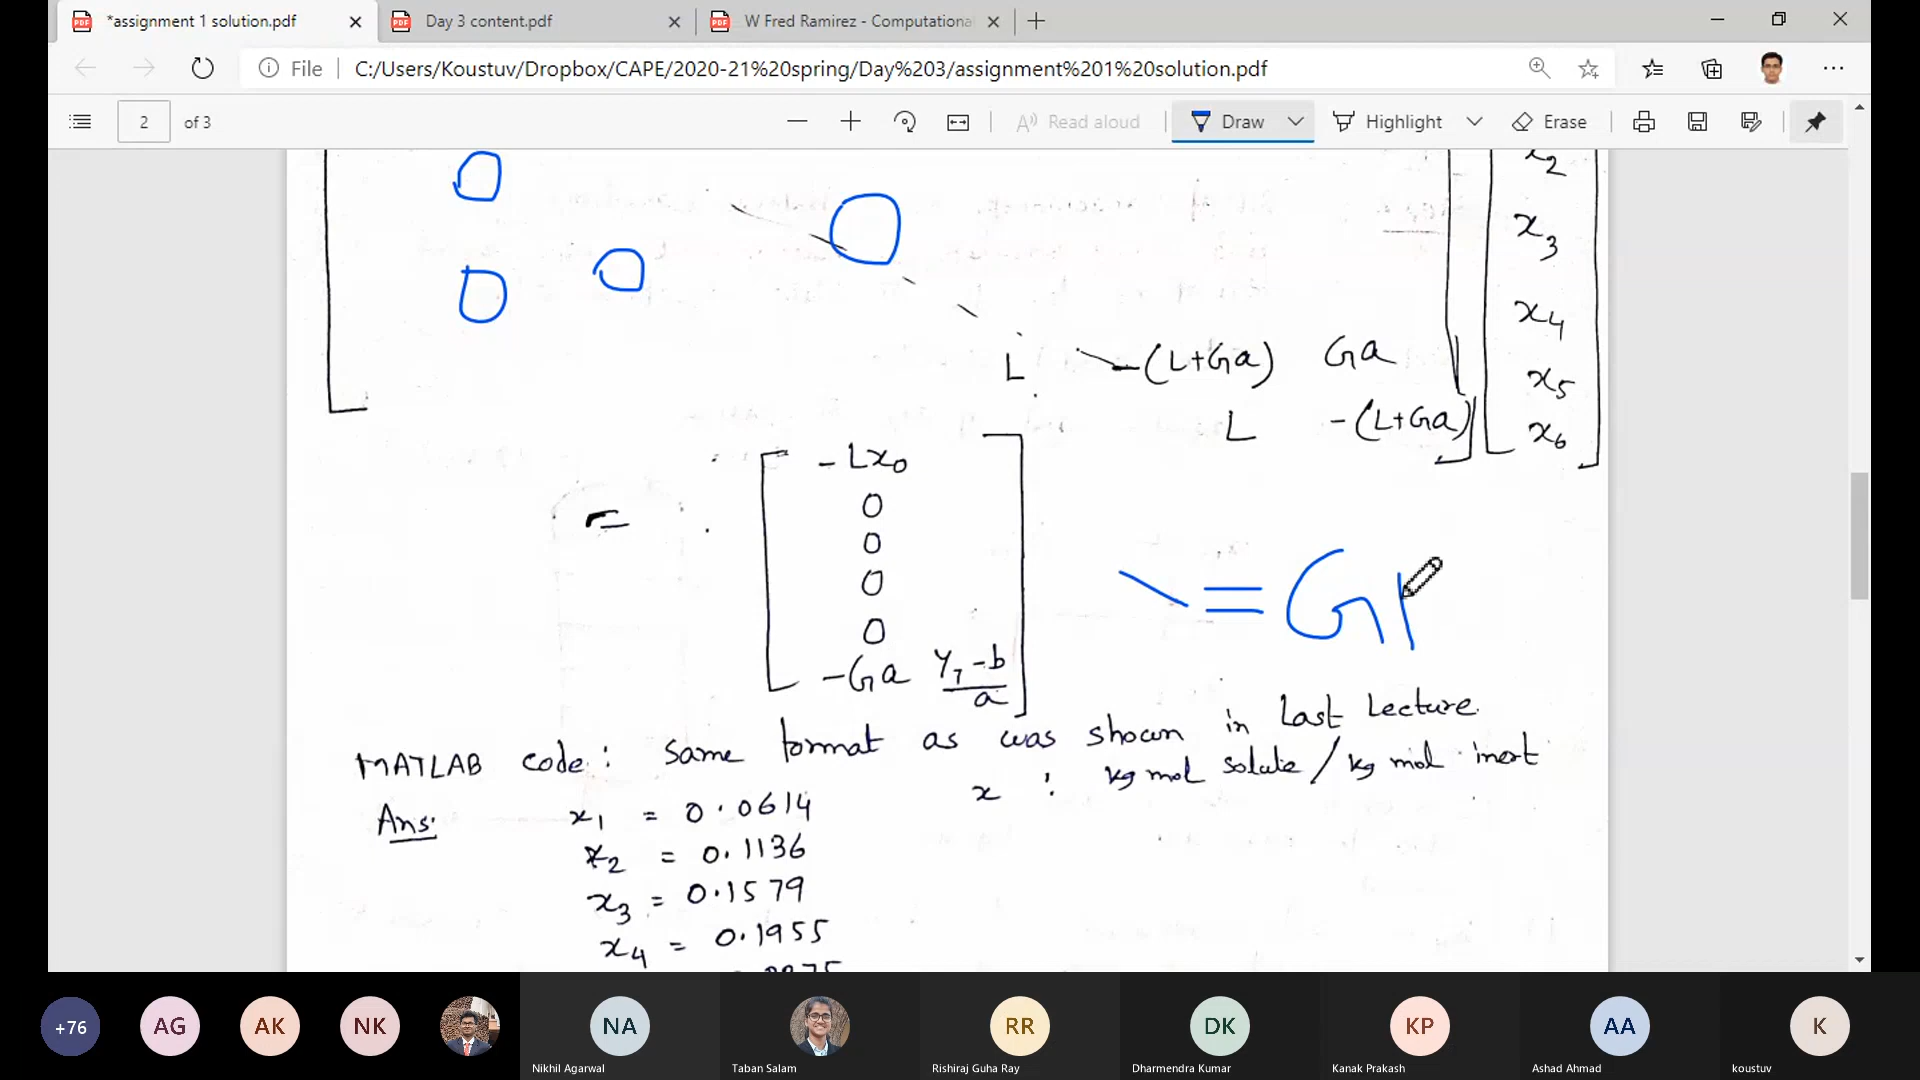 *assignment 1 solution.pdf
Day 3 content.pdf
W Fred Ramirez - Computational
File
C:/Users/Koustuv/Dropbox/CAPE/2020-21%20spring/Day%203/assignment%201%20solution.pdf
2 of 3
Read aloud
Draw
Highlight
Erase
x2
x3
x4
L -(L+Ga) Ga
x5
L -(L+Ga)
x6
-Lx0
0
=
0
0
0
-Ga (Y7-b)/a
= G
MATLAB code: same format as was shown in last lecture.
x : kg mol solute / kg mol inert
Ans:
x1 = 0.0614
x2 = 0.1136
x3 = 0.1579
x4 = 0.1955
+76
AG
AK
NK
NA
RR
DK
KP
AA
K
Nikhil Agarwal
Taban Salam
Rishiraj Guha Ray
Dharmendra Kumar
Kanak Prakash
Ashad Ahmad
koustuv